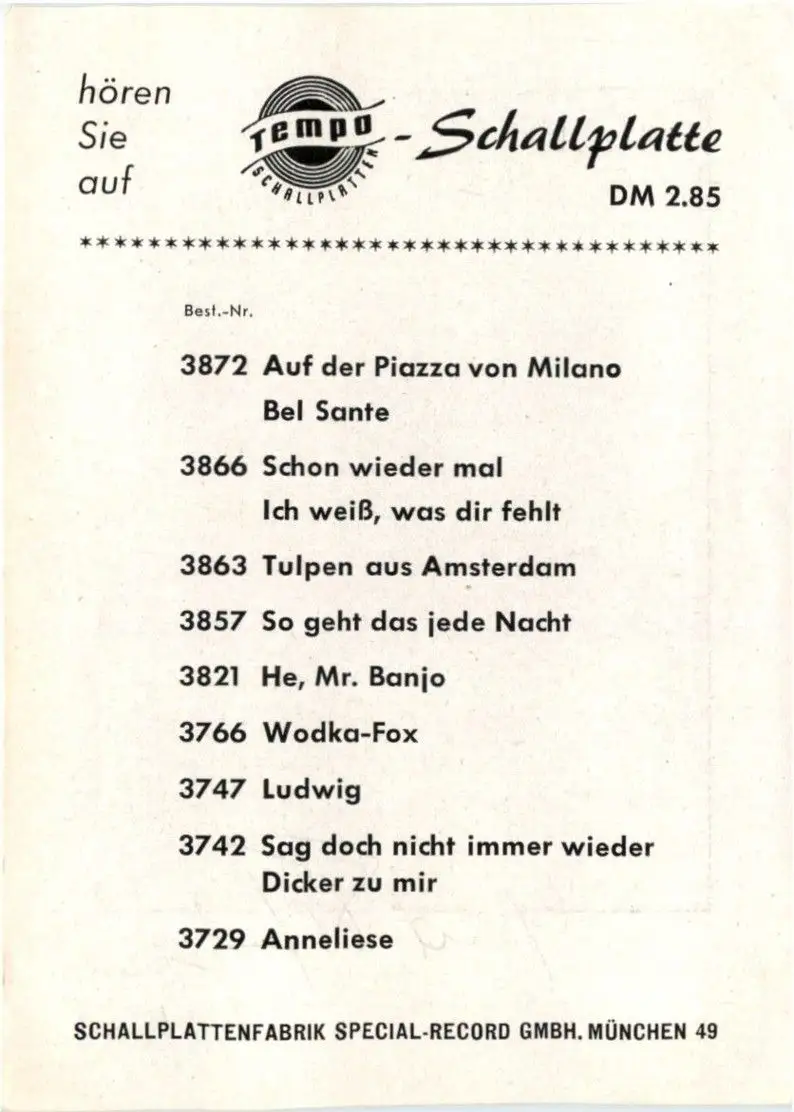 hören
Sie
auf
Tempo
SCHALLPLATTEN
-Schallplatte
DM 2.85
**************************************
Best.-Nr.
3872 Auf der Piazza von Milano
Bel Sante
3866 Schon wieder mal
Ich weiß, was dir fehlt
3863 Tulpen aus Amsterdam
3857 So geht das jede Nacht
3821 He, Mr. Banjo
3766 Wodka-Fox
3747 Ludwig
3742 Sag doch nicht immer wieder
Dicker zu mir
3729 Anneliese
SCHALLPLATTENFABRIK SPECIAL-RECORD GMBH. MÜNCHEN 49